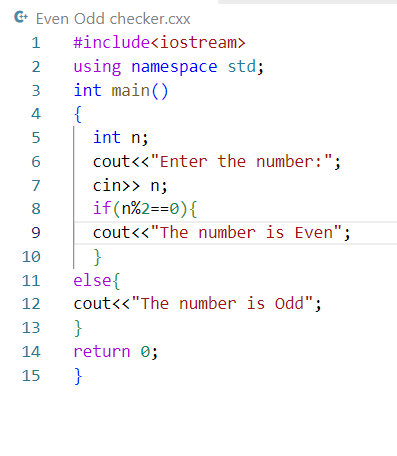 Even Odd checker.cxx
1 #include<iostream>
2 using namespace std;
3 int main()
4 {
5 int n;
6 cout<<"Enter the number:";
7 cin>> n;
8 if(n%2==0){
9 cout<<"The number is Even";
10 }
11 else{
12 cout<<"The number is Odd";
13 }
14 return 0;
15 }